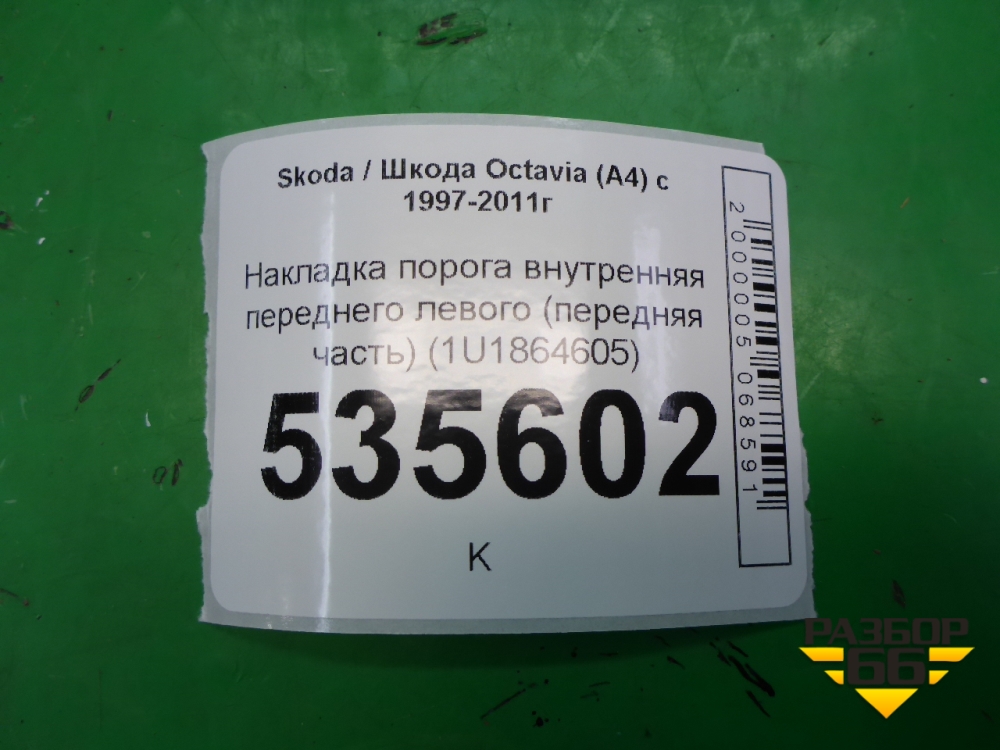 Skoda / Шкода Octavia (A4) с
1997-2011г
Накладка порога внутренняя
переднего левого (передняя
часть) (1U1864605)
535602
К
2000005068591
РАЗБОР
66